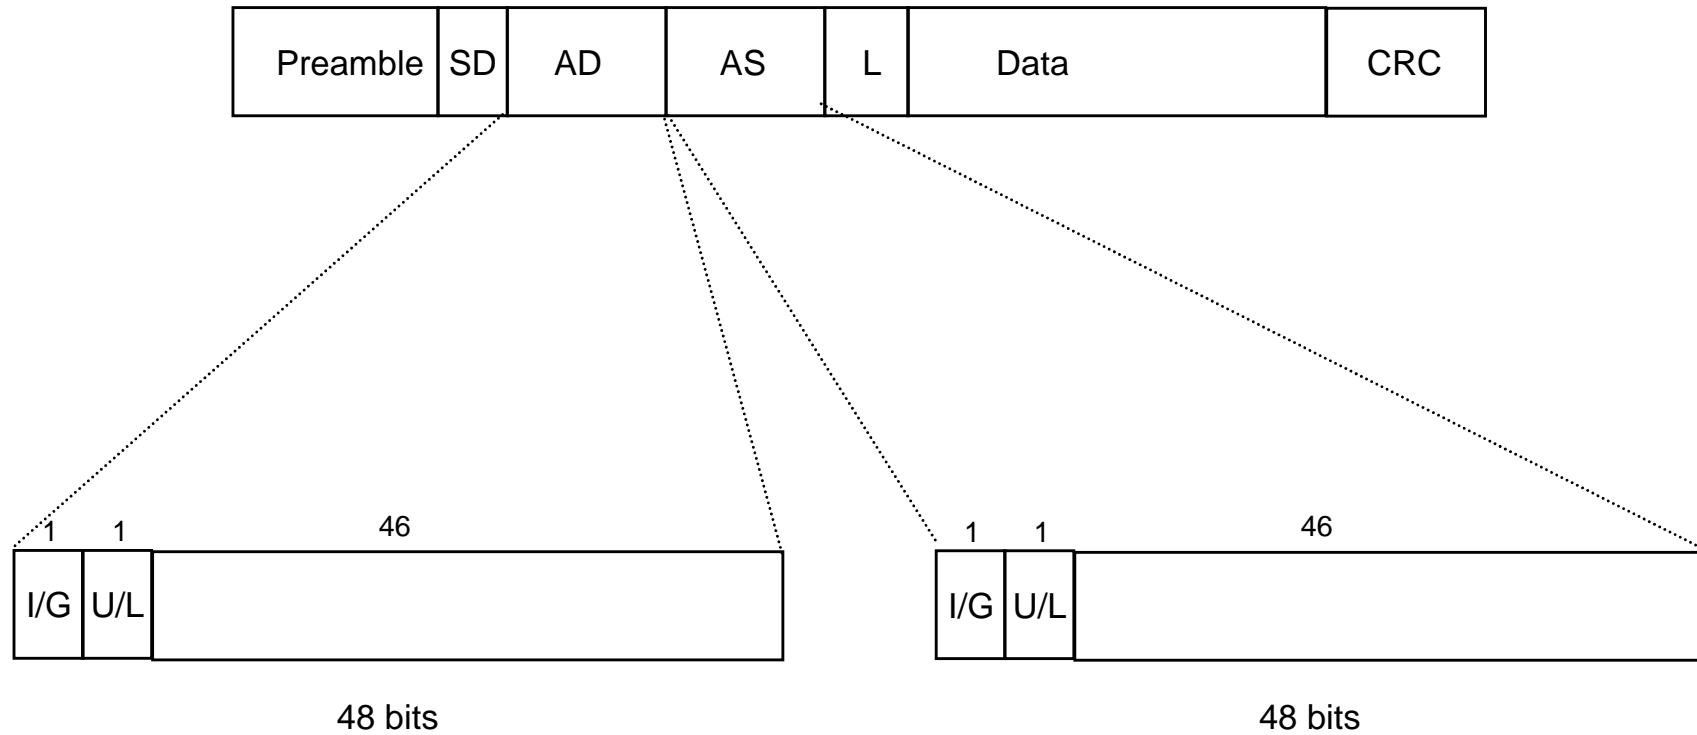 Preamble SD AD AS L Data CRC
1 1 46 1 1 46
I/G U/L I/G U/L
48 bits 48 bits